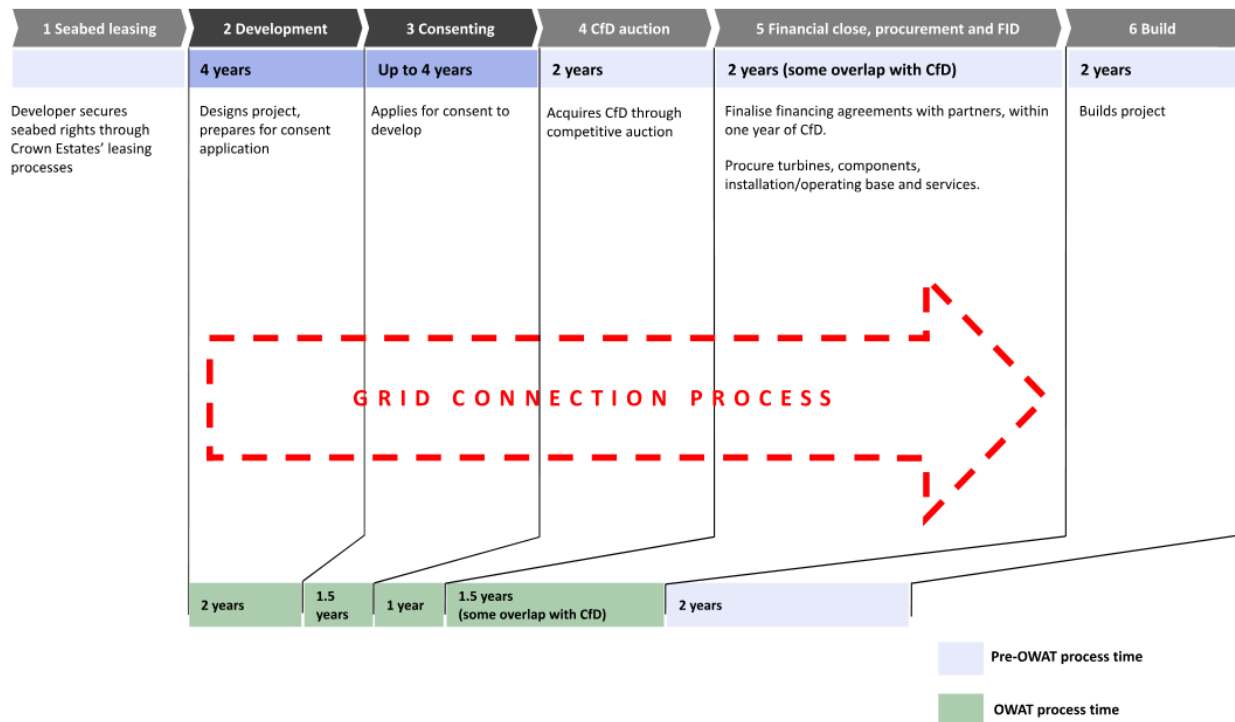 1 Seabed leasing
2 Development
3 Consenting
4 CfD auction
5 Financial close, procurement and FID
6 Build
4 years
Up to 4 years
2 years
2 years (some overlap with CfD)
2 years
Developer secures
seabed rights through
Crown Estates’ leasing
processes
Designs project,
prepares for consent
application
Applies for consent to
develop
Acquires CfD through
competitive auction
Finalise financing agreements with partners, within
one year of CfD.
Procure turbines, components,
installation/operating base and services.
Builds project
GRID CONNECTION PROCESS
2 years
1.5
years
1 year
1.5 years
(some overlap with CfD)
2 years
Pre-OWAT process time
OWAT process time